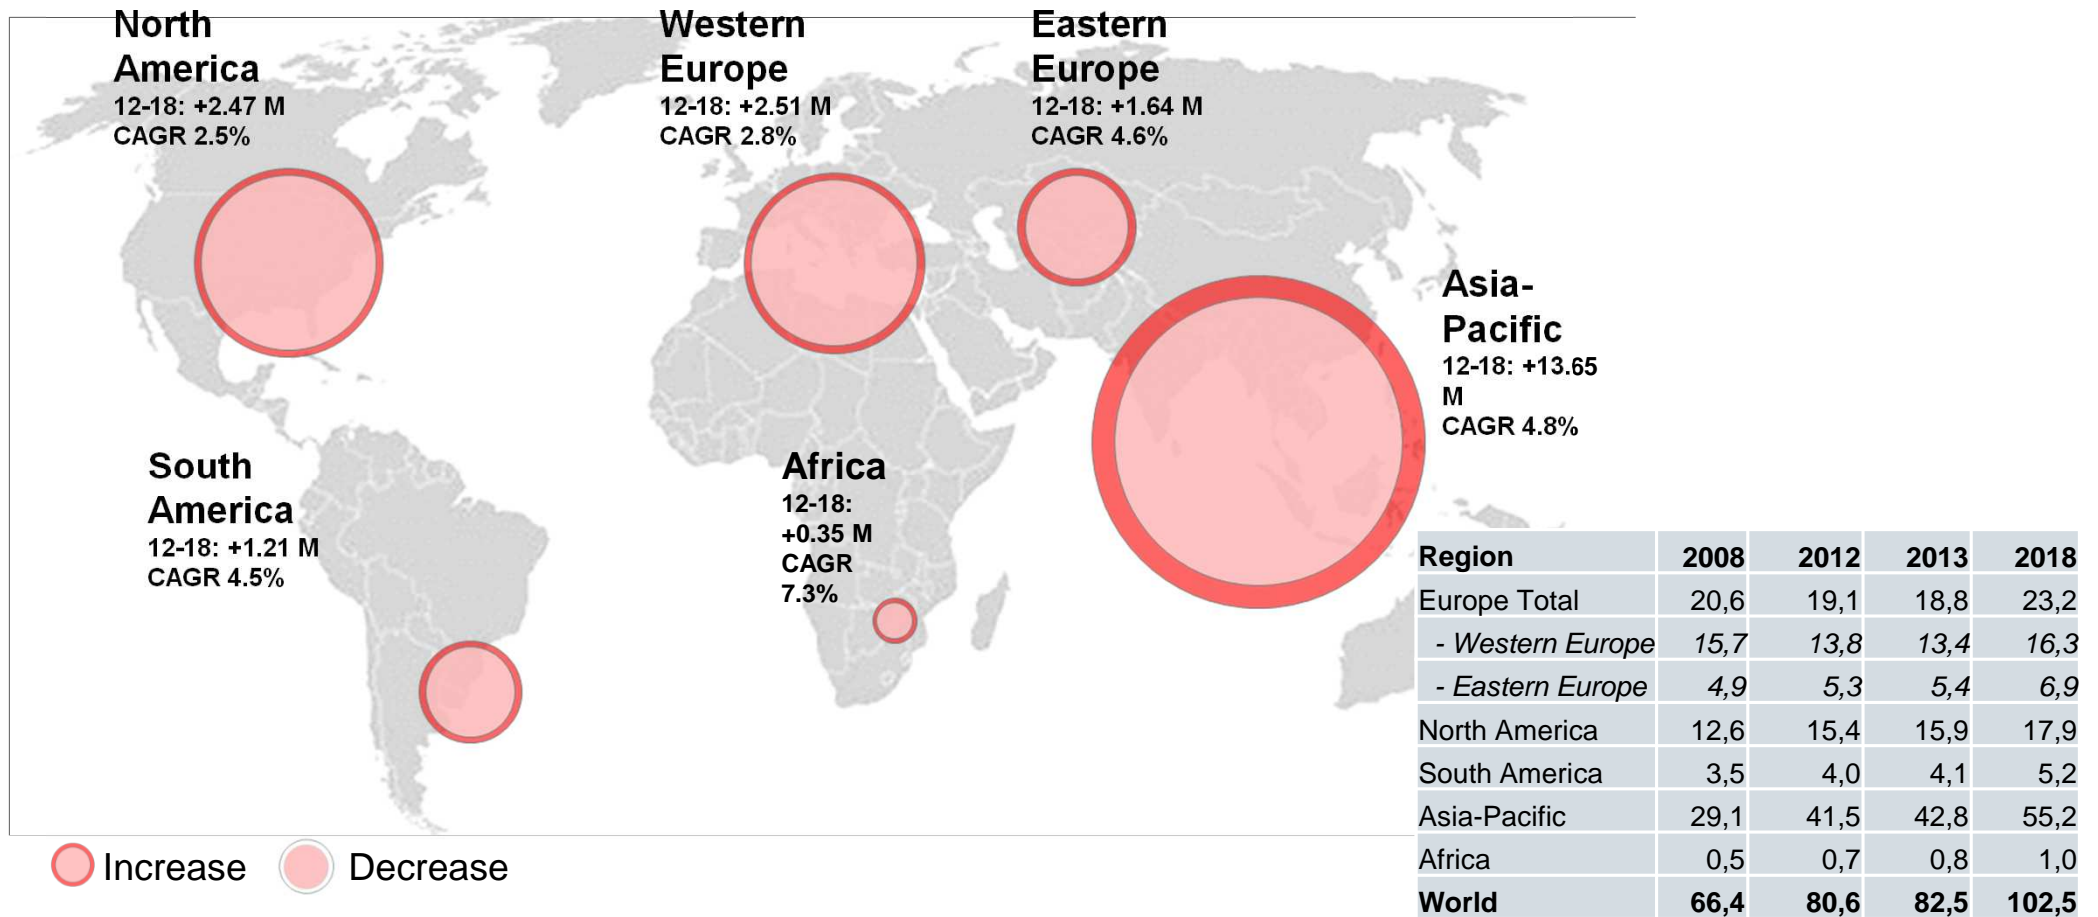 North
America
12-18: +2.47 M
CAGR 2.5%
Western
Europe
12-18: +2.51 M
CAGR 2.8%
Eastern
Europe
12-18: +1.64 M
CAGR 4.6%
Asia-
Pacific
12-18: +13.65
M
CAGR 4.8%
South
America
12-18: +1.21 M
CAGR 4.5%
Africa
12-18:
+0.35 M
CAGR
7.3%
Region 2008 2012 2013 2018
Europe Total 20,6 19,1 18,8 23,2
- Western Europe 15,7 13,8 13,4 16,3
- Eastern Europe 4,9 5,3 5,4 6,9
North America 12,6 15,4 15,9 17,9
South America 3,5 4,0 4,1 5,2
Asia-Pacific 29,1 41,5 42,8 55,2
Africa 0,5 0,7 0,8 1,0
World 66,4 80,6 82,5 102,5
Increase Decrease